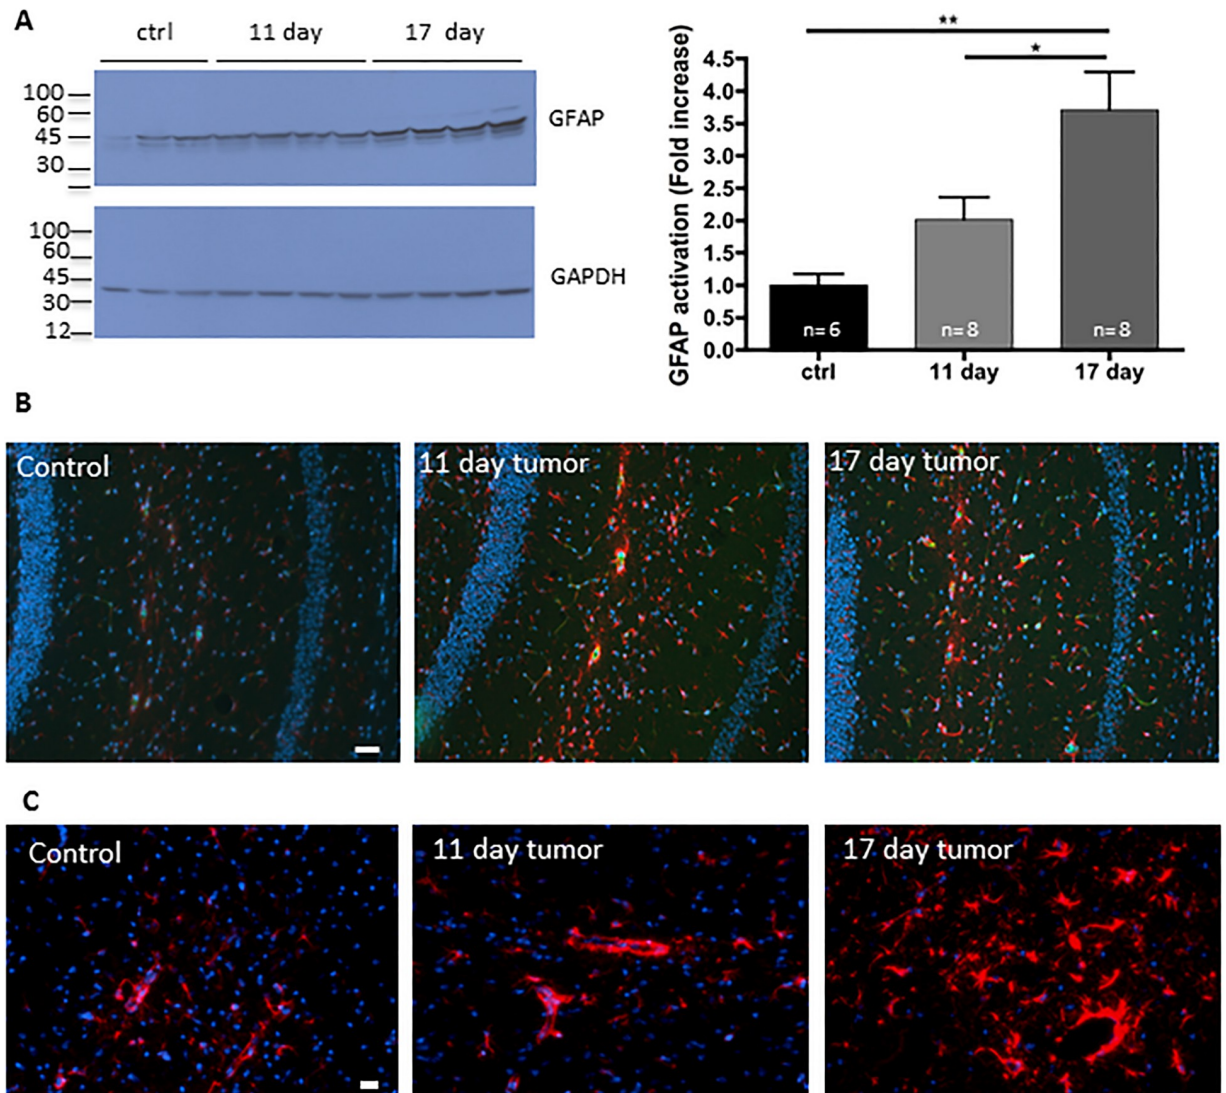 A
ctrl 11 day 17 day
100
60
45
30
GFAP
100
60
45
30
12
GAPDH
GFAP activation (Fold increase)
**
*
4.5
4.0
3.5
3.0
2.5
2.0
1.5
1.0
0.5
0.0
n=6 n=8 n=8
ctrl 11 day 17 day
B
Control 11 day tumor 17 day tumor
C
Control 11 day tumor 17 day tumor